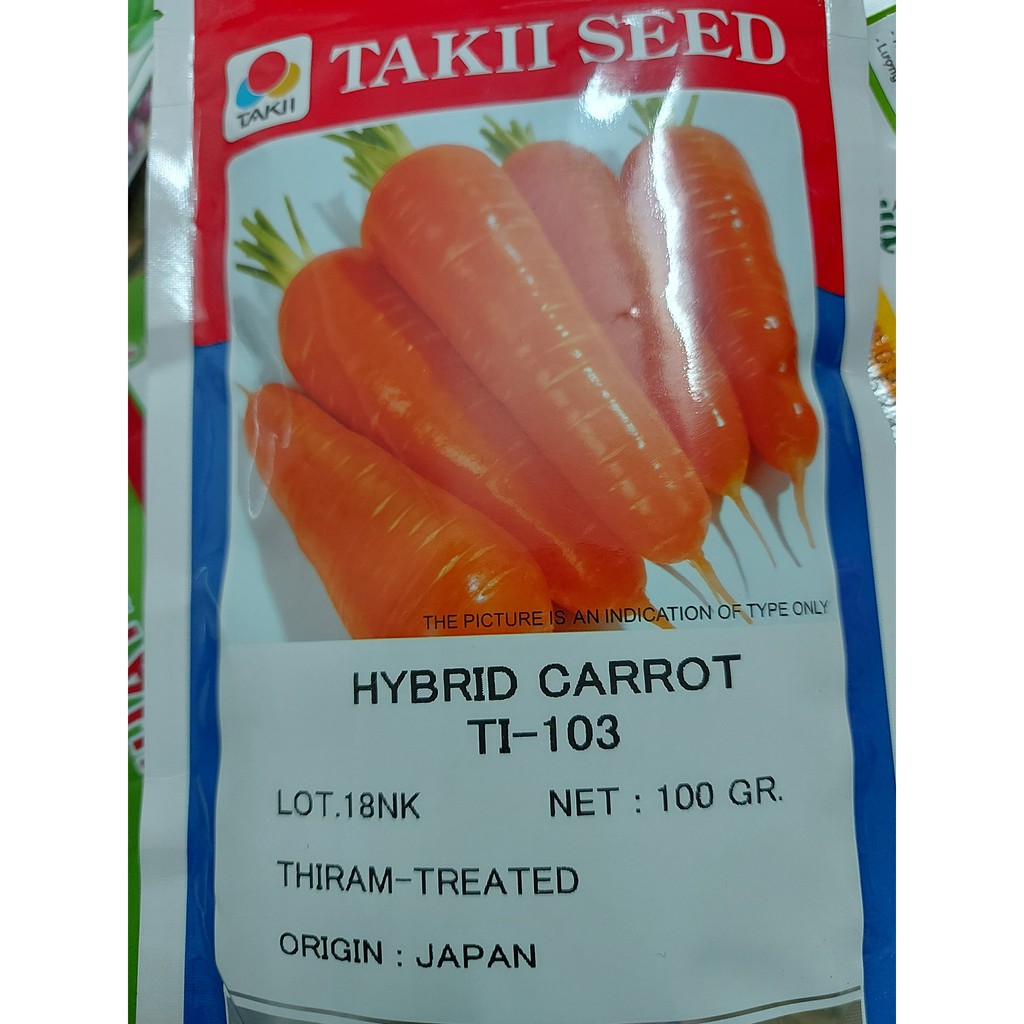 TAKII SEED
TAKII
THE PICTURE IS AN INDICATION OF TYPE ONLY
HYBRID CARROT
TI-103
LOT.18NK
NET : 100 GR.
THIRAM-TREATED
ORIGIN : JAPAN